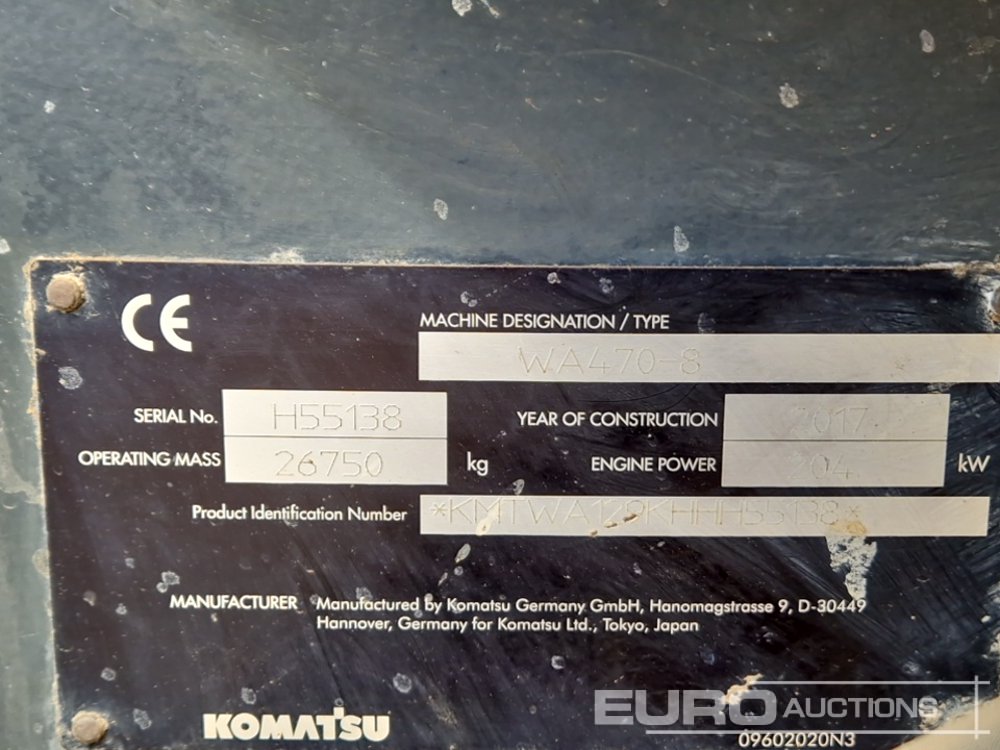 CE
MACHINE DESIGNATION / TYPE
WA470-8
SERIAL No. H55138 YEAR OF CONSTRUCTION 2017
OPERATING MASS 26750 kg ENGINE POWER 204 kW
Product Identification Number *KMTWA129KHHH55138*
MANUFACTURER Manufactured by Komatsu Germany GmbH, Hanomagstrasse 9, D-30449
Hannover, Germany for Komatsu Ltd., Tokyo, Japan
KOMATSU
EURO AUCTIONS
09602020N3